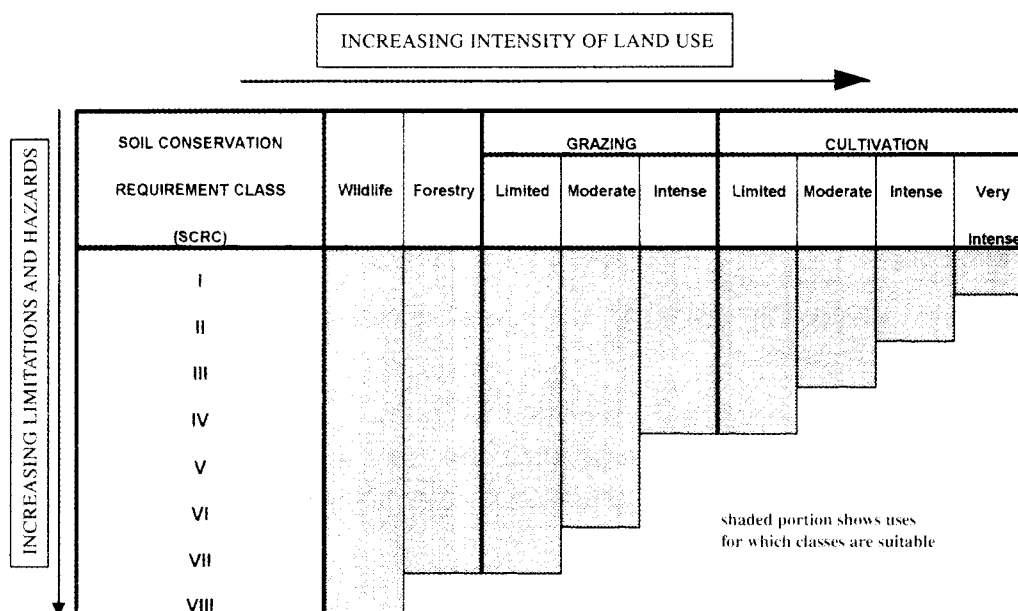 INCREASING INTENSITY OF LAND USE
INCREASING LIMITATIONS AND HAZARDS
SOIL CONSERVATION
REQUIREMENT CLASS
(SCRC)
Wildlife
Forestry
GRAZING
Limited
Moderate
Intense
CULTIVATION
Limited
Moderate
Intense
Very
Intense
I
II
III
IV
V
VI
VII
VIII
shaded portion shows uses
for which classes are suitable